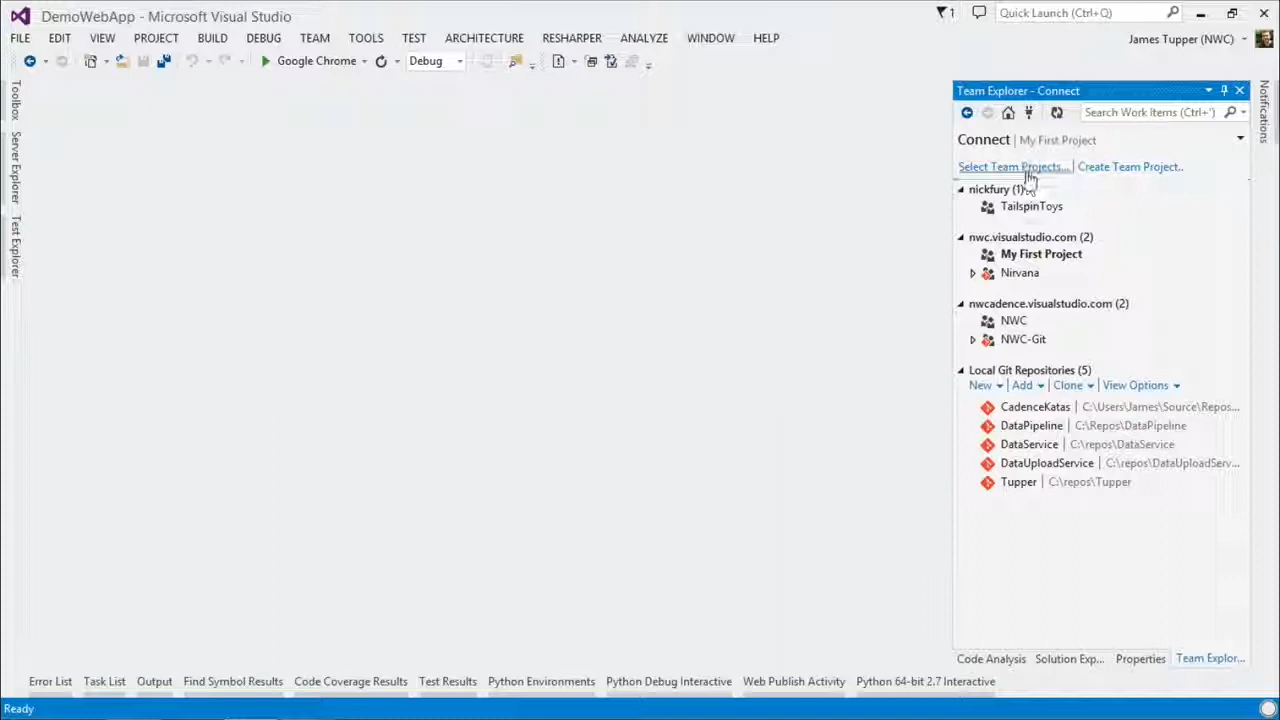 DemoWebApp - Microsoft Visual Studio
1
Quick Launch (Ctrl+Q)
FILE EDIT VIEW PROJECT BUILD DEBUG TEAM TOOLS TEST ARCHITECTURE RESHARPER ANALYZE WINDOW HELP
James Tupper (NWC)
Google Chrome
Debug
Toolbox
Server Explorer
Test Explorer
Notifications
Team Explorer - Connect
Search Work Items (Ctrl+')
Connect | My First Project
Select Team Projects... | Create Team Project..
nickfury (1)
TailspinToys
nwc.visualstudio.com (2)
My First Project
Nirvana
nwcadence.visualstudio.com (2)
NWC
NWC-Git
Local Git Repositories (5)
New | Add | Clone | View Options
CadenceKatas | C:\Users\James\Source\Repos...
DataPipeline | C:\Repos\DataPipeline
DataService | C:\repos\DataService
DataUploadService | C:\repos\DataUploadServ...
Tupper | C:\repos\Tupper
Code Analysis Solution Exp... Properties Team Explor...
Error List Task List Output Find Symbol Results Code Coverage Results Test Results Python Environments Python Debug Interactive Web Publish Activity Python 64-bit 2.7 Interactive
Ready